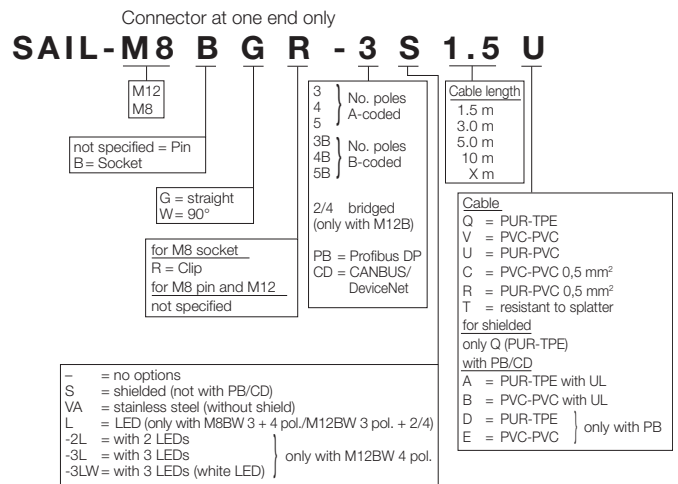 Connector at one end only
SAIL-M8 B G R - 3 S 1.5 U
M12
M8
not specified = Pin
B = Socket
G = straight
W = 90°
for M8 socket
R = Clip
for M8 pin and M12
not specified
3
4
5
No. poles
A-coded
3B
4B
5B
No. poles
B-coded
2/4 bridged
(only with M12B)
PB = Profibus DP
CD = CANBUS/
DeviceNet
Cable length
1.5 m
3.0 m
5.0 m
10 m
X m
Cable
Q = PUR-TPE
V = PVC-PVC
U = PUR-PVC
C = PVC-PVC 0,5 mm²
R = PUR-PVC 0,5 mm²
T = resistant to splatter
for shielded
only Q (PUR-TPE)
with PB/CD
A = PUR-TPE with UL
B = PVC-PVC with UL
D = PUR-TPE
E = PVC-PVC
only with PB
– = no options
S = shielded (not with PB/CD)
VA = stainless steel (without shield)
L = LED (only with M8BW 3 + 4 pol./M12BW 3 pol. + 2/4)
-2L = with 2 LEDs
-3L = with 3 LEDs
-3LW = with 3 LEDs (white LED)
only with M12BW 4 pol.